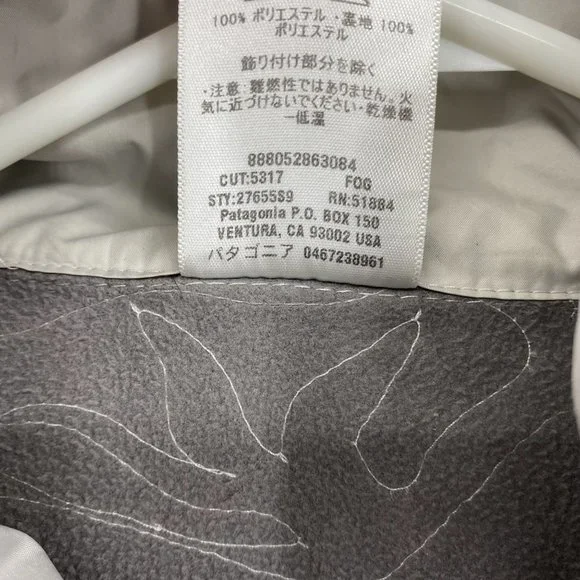 100% ポリエステル・裏地 100%
ポリエステル
飾り付け部分を除く
・注意:難燃性ではありません。火
気に近づけないでください・乾燥機
一低温
888052863084
CUT:5317 FOG
STY:27655S9 RN:51884
Patagonia P.O. BOX 150
VENTURA, CA 93002 USA
パタゴニア 0467238961